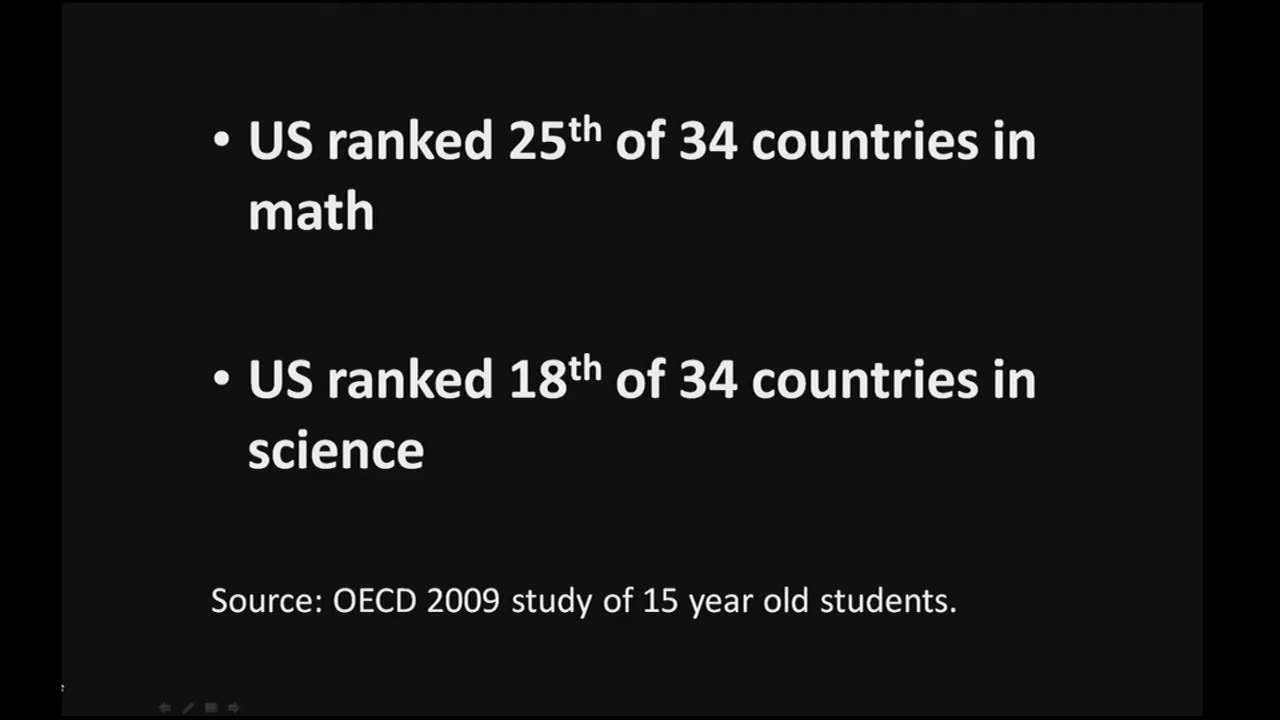 • US ranked 25th of 34 countries in
math
• US ranked 18th of 34 countries in
science
Source: OECD 2009 study of 15 year old students.